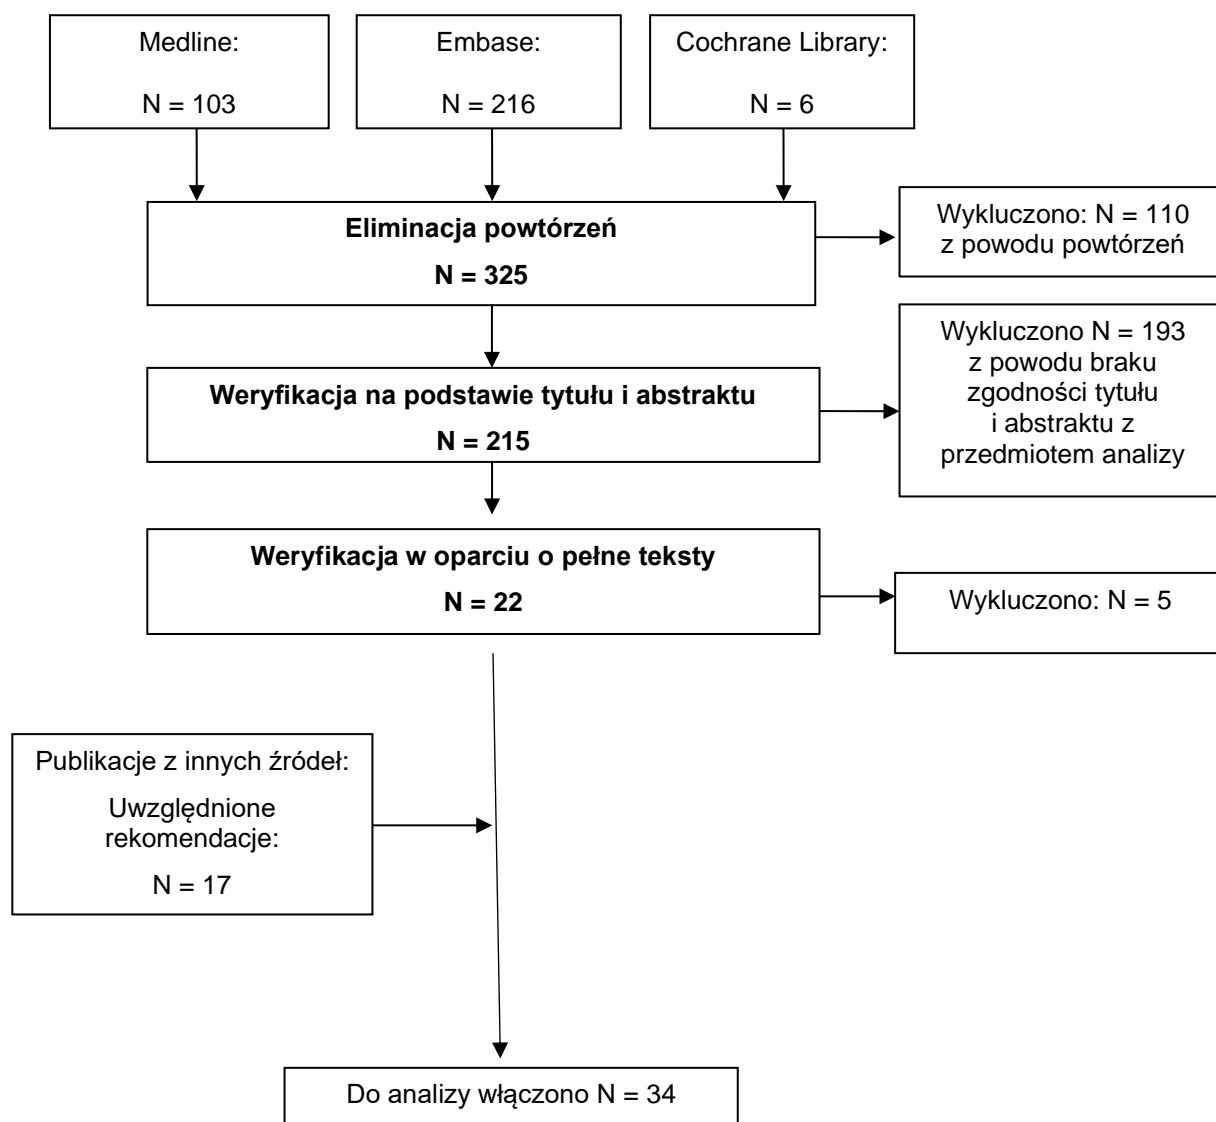 Medline:
N = 103
Embase:
N = 216
Cochrane Library:
N = 6
Eliminacja powtórzeń
N = 325
Wykluczono: N = 110
z powodu powtórzeń
Weryfikacja na podstawie tytułu i abstraktu
N = 215
Wykluczono N = 193
z powodu braku
zgodności tytułu
i abstraktu z
przedmiotem analizy
Weryfikacja w oparciu o pełne teksty
N = 22
Wykluczono: N = 5
Publikacje z innych źródeł:
Uwzględnione
rekomendacje:
N = 17
Do analizy włączono N = 34